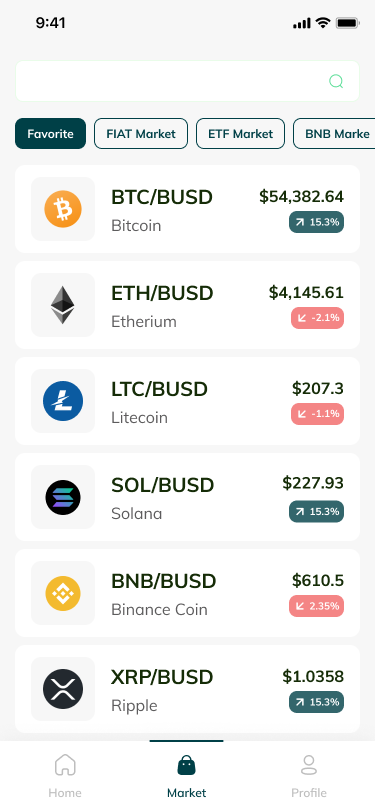 9:41
Favorite
FIAT Market
ETF Market
BNB Marke
BTC/BUSD
$54,382.64
Bitcoin
15.3%
ETH/BUSD
$4,145.61
Etherium
-2.1%
LTC/BUSD
$207.3
Litecoin
-1.1%
SOL/BUSD
$227.93
Solana
15.3%
BNB/BUSD
$610.5
Binance Coin
2.35%
XRP/BUSD
$1.0358
Ripple
15.3%
Home
Market
Profile